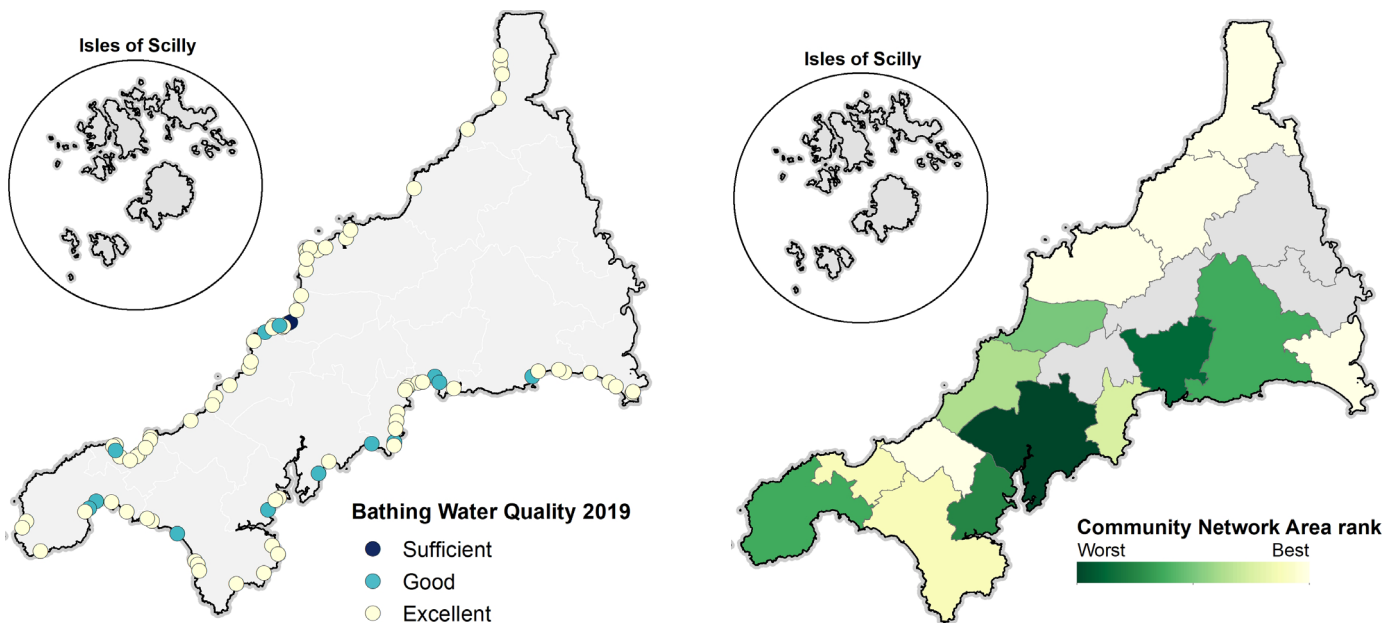 Isles of Scilly
Bathing Water Quality 2019
Sufficient
Good
Excellent
Isles of Scilly
Community Network Area rank
Worst Best